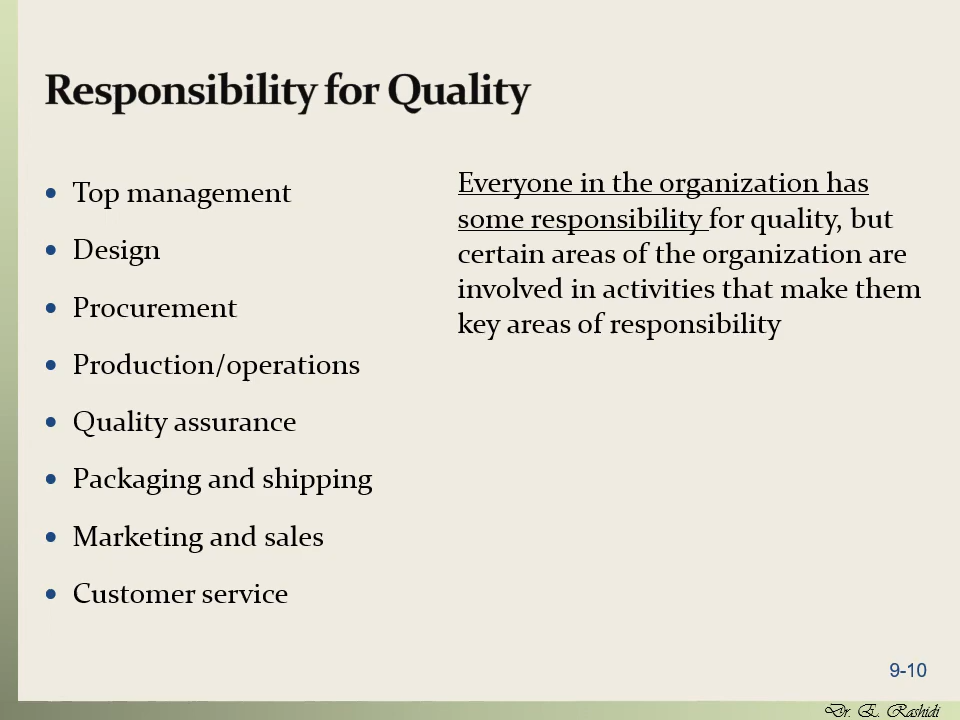 Responsibility for Quality
Top management
Design
Procurement
Production/operations
Quality assurance
Packaging and shipping
Marketing and sales
Customer service
Everyone in the organization has
some responsibility for quality, but
certain areas of the organization are
involved in activities that make them
key areas of responsibility
9-10
Dr. E. Rashidi